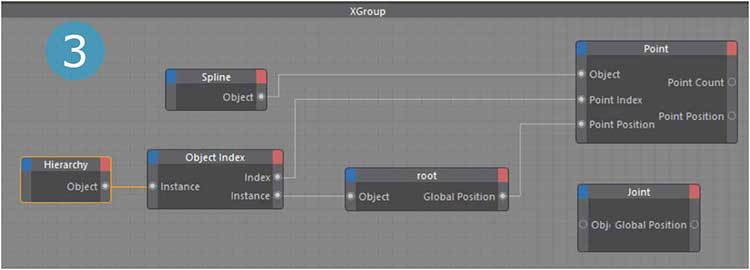 XGroup
3
Spline
Object
Point
Object
Point Count
Point Index
Point Position
Point Position
Hierarchy
Object
Object Index
Index
Instance
Instance
root
Object Global Position
Joint
Obj Global Position